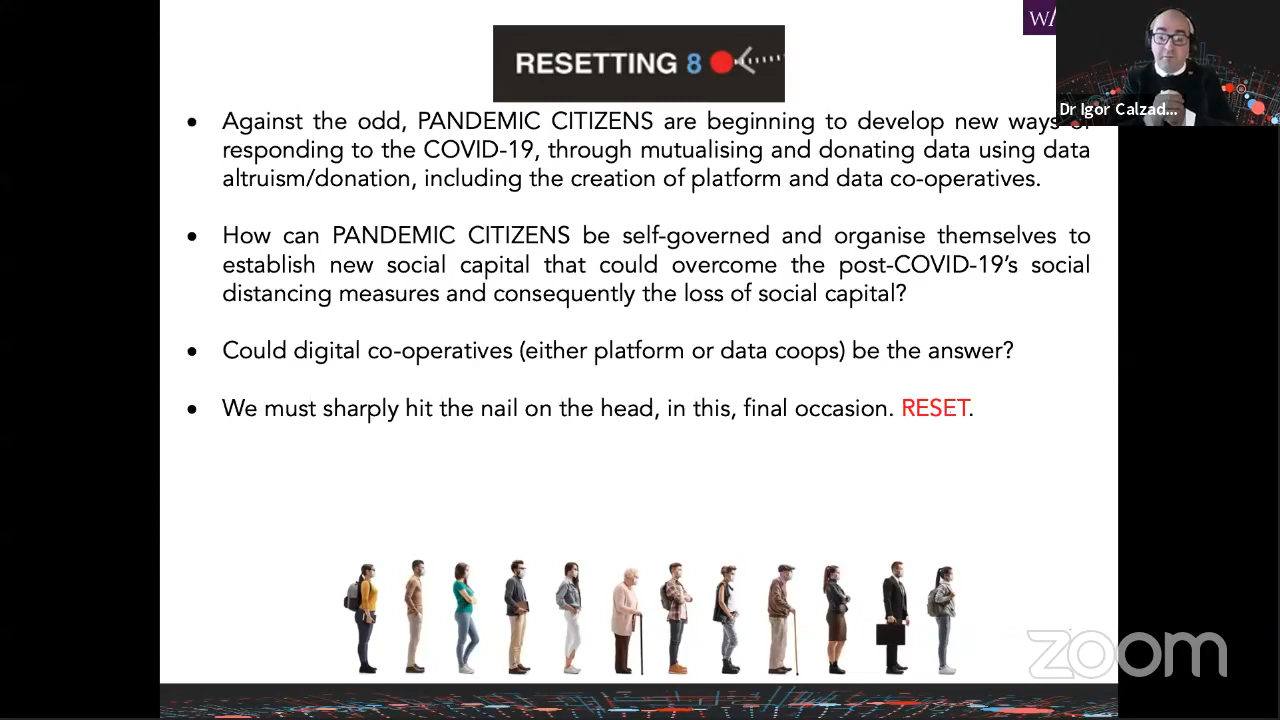 RESETTING 8
W
Dr Igor Calzad...
• Against the odd, PANDEMIC CITIZENS are beginning to develop new ways of
responding to the COVID-19, through mutualising and donating data using data
altruism/donation, including the creation of platform and data co-operatives.
• How can PANDEMIC CITIZENS be self-governed and organise themselves to
establish new social capital that could overcome the post-COVID-19's social
distancing measures and consequently the loss of social capital?
• Could digital co-operatives (either platform or data coops) be the answer?
• We must sharply hit the nail on the head, in this, final occasion. RESET.
zoom